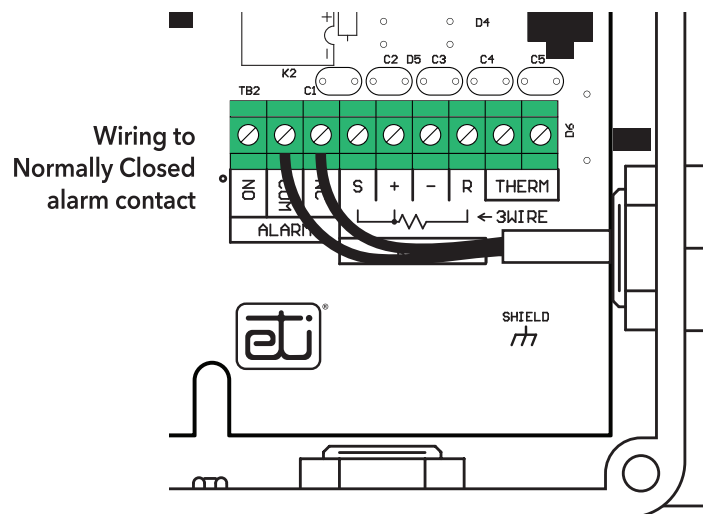 D4
+
−
K2
C1
C2
D5
C3
C4
C5
TB2
D6
Wiring to
Normally Closed
alarm contact
NO
COM
NC
S
+
−
R
THERM
3WIRE
ALARM
eti
®
SHIELD